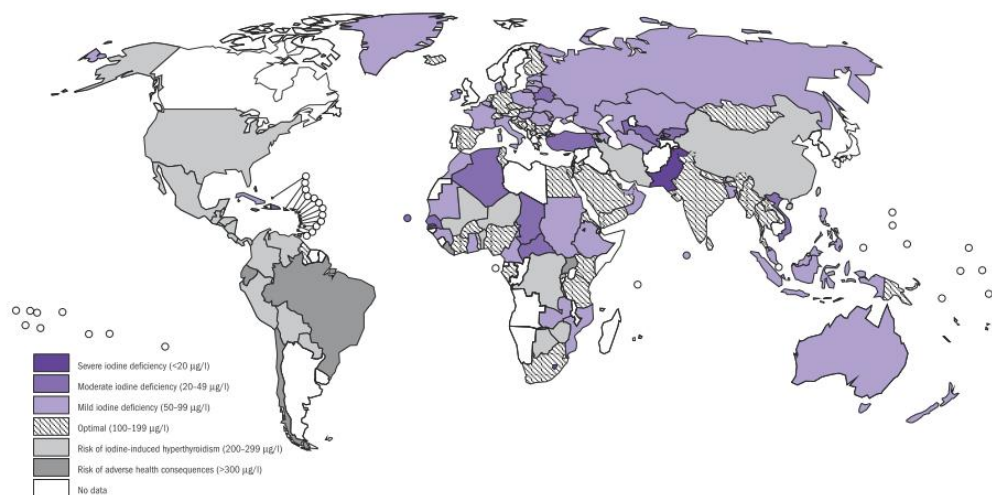 Severe iodine deficiency (<20 µg/l)
Moderate iodine deficiency (20–49 µg/l)
Mild iodine deficiency (50–99 µg/l)
Optimal (100–199 µg/l)
Risk of iodine-induced hyperthyroidism (200–299 µg/l)
Risk of adverse health consequences (>300 µg/l)
No data